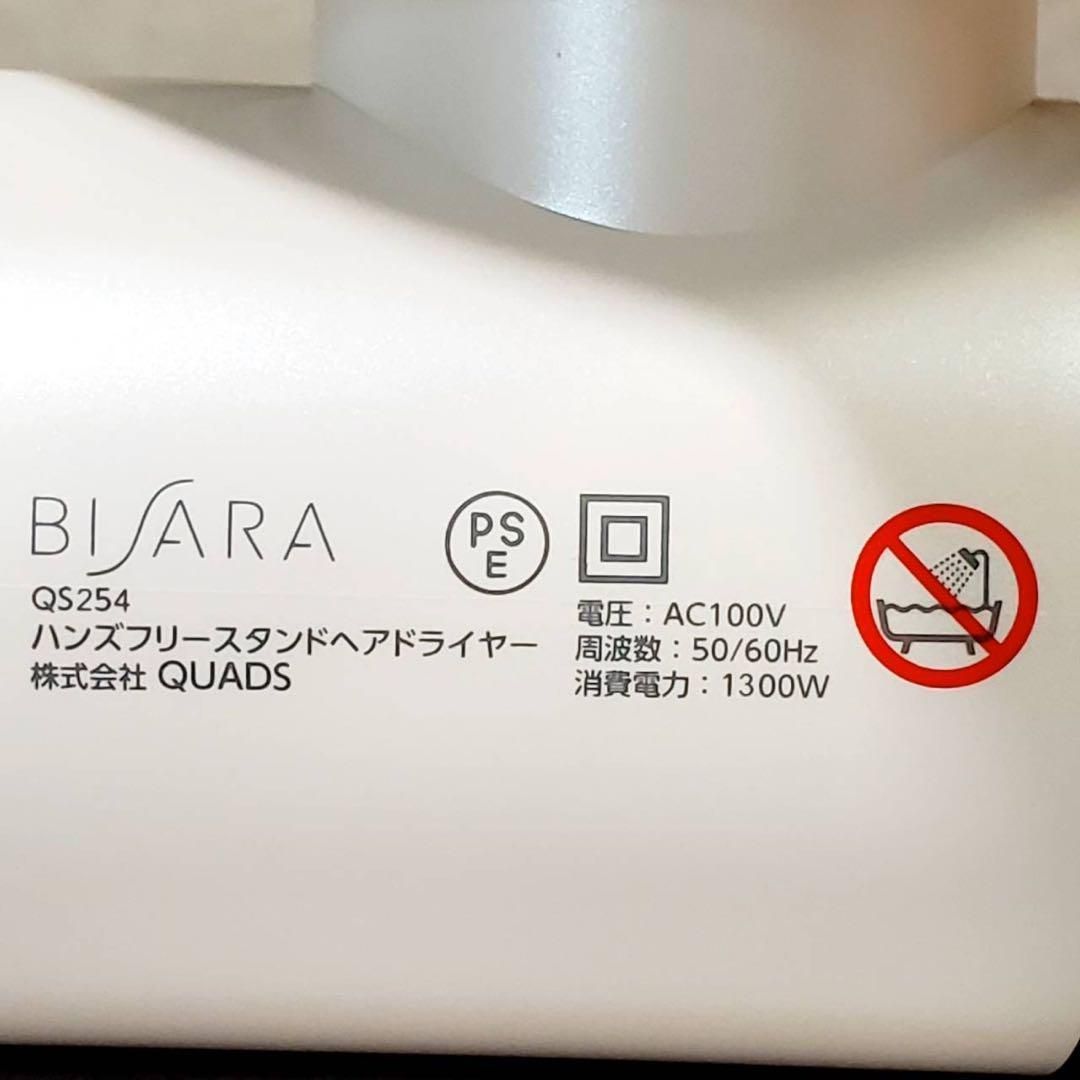 BISARA
QS254
ハンズフリースタンドヘアドライヤー
株式会社 QUADS
PS
E
電圧：AC100V
周波数：50/60Hz
消費電力：1300W